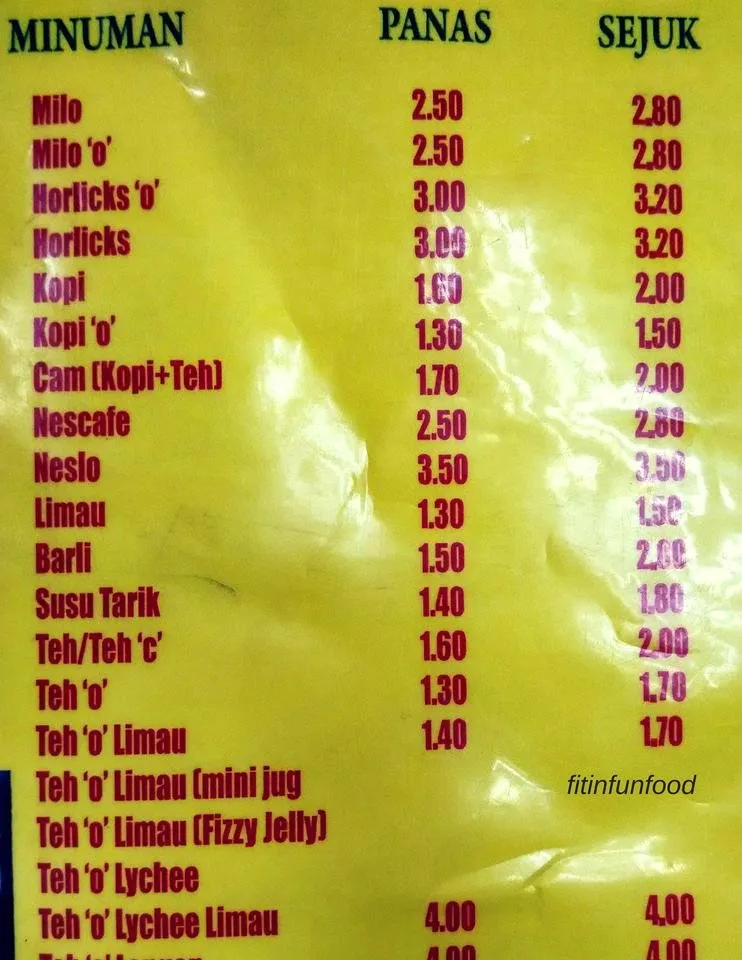 MINUMAN PANAS SEJUK
Milo 2.50 2.80
Milo 'o' 2.50 2.80
Horlicks 'o' 3.00 3.20
Horlicks 3.00 3.20
Kopi 1.60 2.00
Kopi 'o' 1.30 1.50
Cam (Kopi+Teh) 1.70 2.00
Nescafe 2.50 2.80
Neslo 3.50 3.50
Limau 1.30 1.50
Barli 1.50 2.00
Susu Tarik 1.40 1.80
Teh/Teh 'c' 1.60 2.00
Teh 'o' 1.30 1.70
Teh 'o' Limau 1.40 1.70
Teh 'o' Limau (mini jug
fitinfunfood
Teh 'o' Limau (Fizzy Jelly)
Teh 'o' Lychee
Teh 'o' Lychee Limau 4.00 4.00
Teh 'o' 4.00 4.00